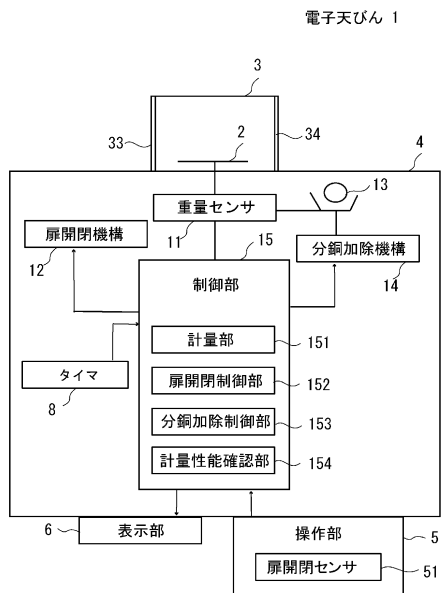 電子天びん 1
3
33
2
34
4
13
重量センサ
11
扉開閉機構
12
15
分銅加除機構
14
制御部
計量部
151
タイマ
8
扉開閉制御部
152
分銅加除制御部
153
計量性能確認部
154
6
表示部
操作部
5
扉開閉センサ
51